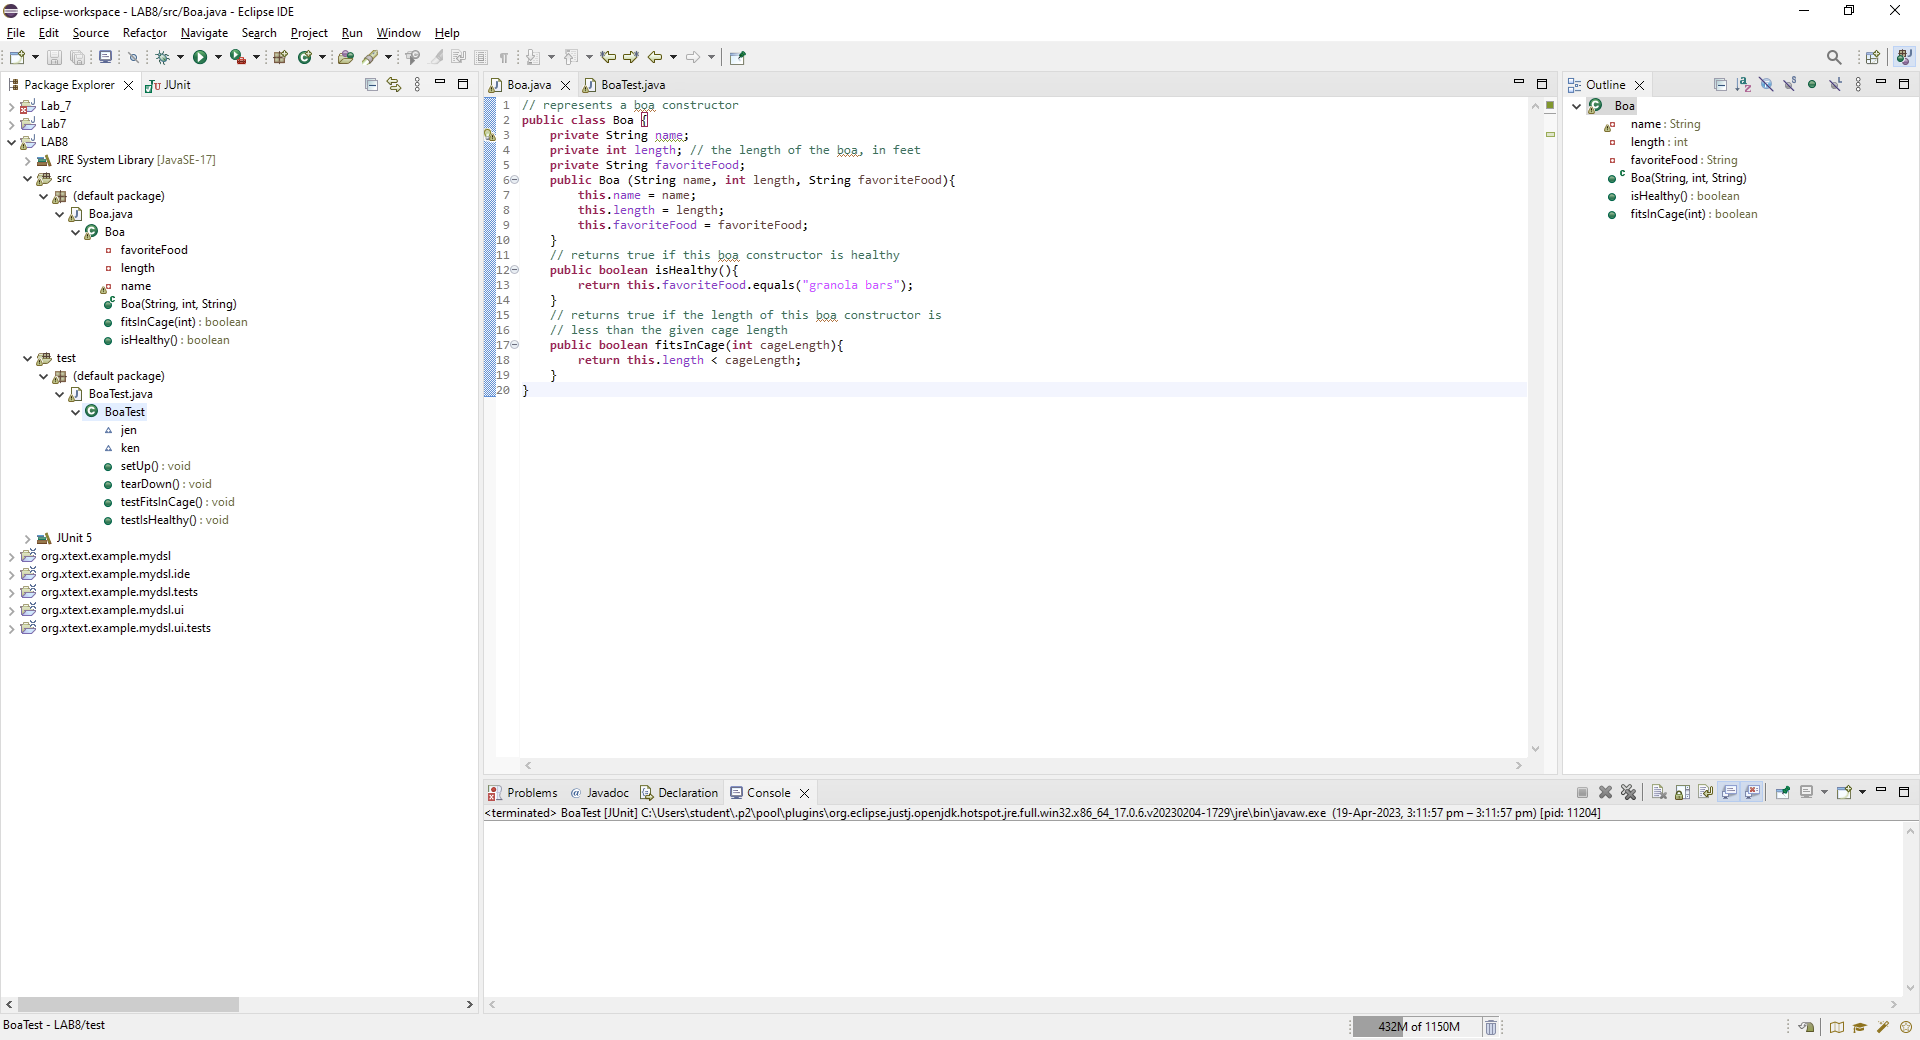 eclipse-workspace - LAB8/src/Boa.java - Eclipse IDE
File Edit Source Refactor Navigate Search Project Run Window Help
Package Explorer
JUnit
Lab_7
Lab7
LAB8
JRE System Library [JavaSE-17]
src
(default package)
Boa.java
Boa
favoriteFood
length
name
Boa(String, int, String)
fitsInCage(int) : boolean
isHealthy() : boolean
test
(default package)
BoaTest.java
BoaTest
jen
ken
setUp() : void
tearDown() : void
testFitsInCage() : void
testIsHealthy() : void
JUnit 5
org.xtext.example.mydsl
org.xtext.example.mydsl.ide
org.xtext.example.mydsl.tests
org.xtext.example.mydsl.ui
org.xtext.example.mydsl.ui.tests
Boa.java
BoaTest.java
1 // represents a boa constructor
2 public class Boa {
3 private String name;
4 private int length; // the length of the boa, in feet
5 private String favoriteFood;
6 public Boa (String name, int length, String favoriteFood){
7 this.name = name;
8 this.length = length;
9 this.favoriteFood = favoriteFood;
10 }
11 // returns true if this boa constructor is healthy
12 public boolean isHealthy(){
13 return this.favoriteFood.equals("granola bars");
14 }
15 // returns true if the length of this boa constructor is
16 // less than the given cage length
17 public boolean fitsInCage(int cageLength){
18 return this.length < cageLength;
19 }
20 }
Outline
Boa
name : String
length : int
favoriteFood : String
Boa(String, int, String)
isHealthy() : boolean
fitsInCage(int) : boolean
Problems
Javadoc
Declaration
Console
<terminated> BoaTest [JUnit] C:\Users\student\.p2\pool\plugins\org.eclipse.justj.openjdk.hotspot.jre.full.win32.x86_64_17.0.6.v20230204-1729\jre\bin\javaw.exe (19-Apr-2023, 3:11:57 pm – 3:11:57 pm) [pid: 11204]
BoaTest - LAB8/test
432M of 1150M